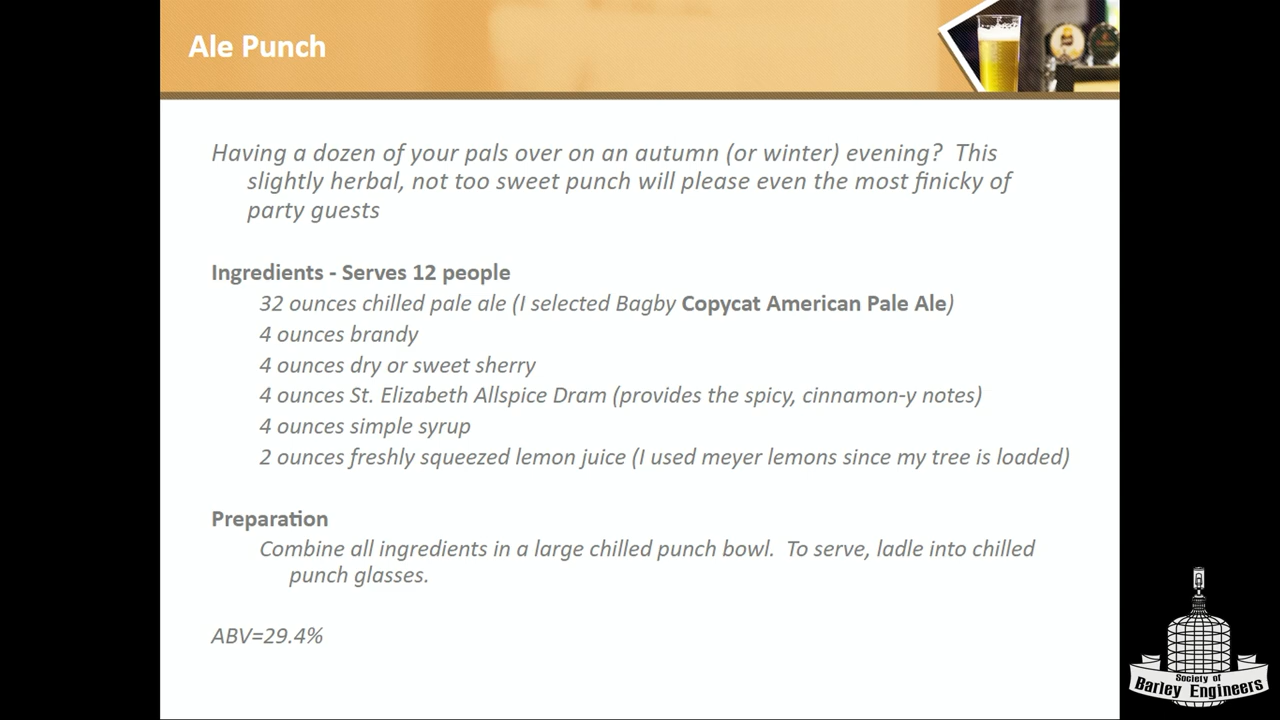 Ale Punch
Having a dozen of your pals over on an autumn (or winter) evening?  This
slightly herbal, not too sweet punch will please even the most finicky of
party guests
Ingredients - Serves 12 people
32 ounces chilled pale ale (I selected Bagby Copycat American Pale Ale)
4 ounces brandy
4 ounces dry or sweet sherry
4 ounces St. Elizabeth Allspice Dram (provides the spicy, cinnamon-y notes)
4 ounces simple syrup
2 ounces freshly squeezed lemon juice (I used meyer lemons since my tree is loaded)
Preparation
Combine all ingredients in a large chilled punch bowl.  To serve, ladle into chilled
punch glasses.
ABV=29.4%
Society of
Barley Engineers